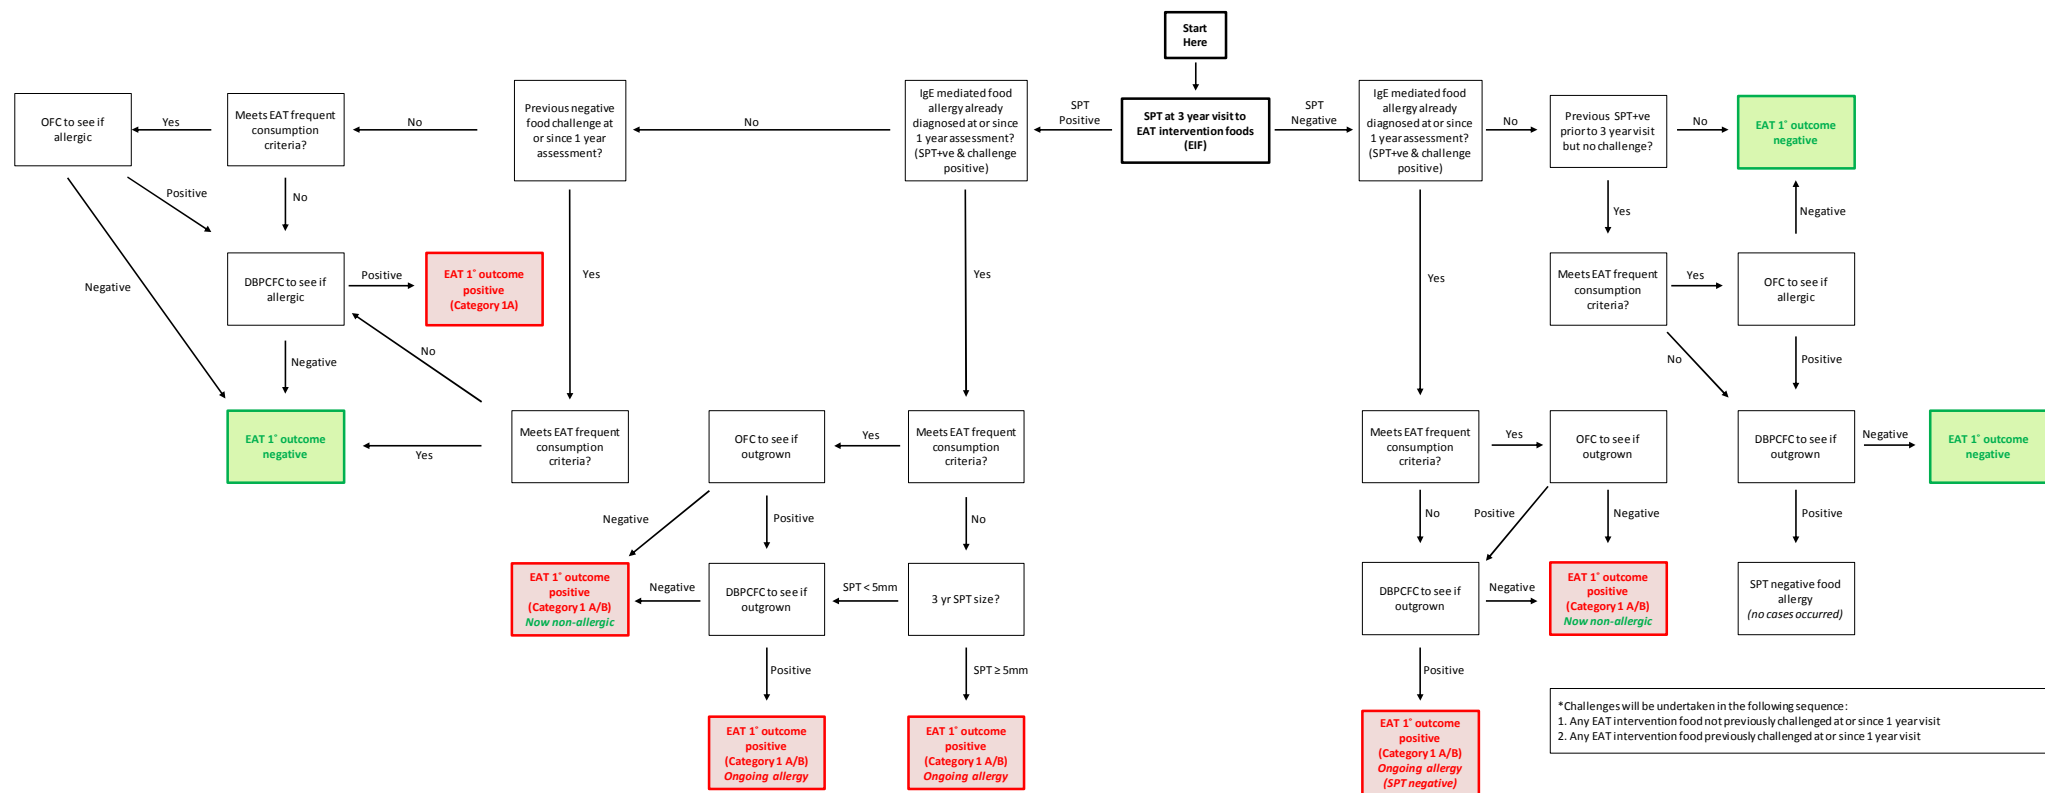 Start
Here
SPT at 3 year visit to
EAT intervention foods
(EIF)
SPT
Positive
SPT
Negative
IgE mediated food
allergy already
diagnosed at or since
1 year assessment?
(SPT+ve & challenge
positive)
No
Previous negative
food challenge at
or since 1 year
assessment?
No
Meets EAT frequent
consumption
criteria?
Yes
OFC to see if
allergic
Positive
No
Negative
DBPCFC to see if
allergic
Positive
EAT 1° outcome
positive
(Category 1A)
Negative
No
Yes
Yes
EAT 1° outcome
negative
Yes
Meets EAT frequent
consumption
criteria?
OFC to see if
outgrown
Yes
Meets EAT frequent
consumption
criteria?
Negative
Positive
No
EAT 1° outcome
positive
(Category 1 A/B)
Now non-allergic
Negative
DBPCFC to see if
outgrown
SPT < 5mm
3 yr SPT size?
Positive
SPT ≥ 5mm
EAT 1° outcome
positive
(Category 1 A/B)
Ongoing allergy
EAT 1° outcome
positive
(Category 1 A/B)
Ongoing allergy
IgE mediated food
allergy already
diagnosed at or since
1 year assessment?
(SPT+ve & challenge
positive)
No
Previous SPT+ve
prior to 3 year visit
but no challenge?
No
EAT 1° outcome
negative
Yes
Negative
Yes
Meets EAT frequent
consumption
criteria?
Yes
OFC to see if
allergic
No
Positive
Meets EAT frequent
consumption
criteria?
Yes
OFC to see if
outgrown
DBPCFC to see if
outgrown
Negative
EAT 1° outcome
negative
No
Positive
Negative
Positive
DBPCFC to see if
outgrown
Negative
EAT 1° outcome
positive
(Category 1 A/B)
Now non-allergic
SPT negative food
allergy
(no cases occurred)
Positive
EAT 1° outcome
positive
(Category 1 A/B)
Ongoing allergy
(SPT negative)
*Challenges will be undertaken in the following sequence:
1. Any EAT intervention food not previously challenged at or since 1 year visit
2. Any EAT intervention food previously challenged at or since 1 year visit